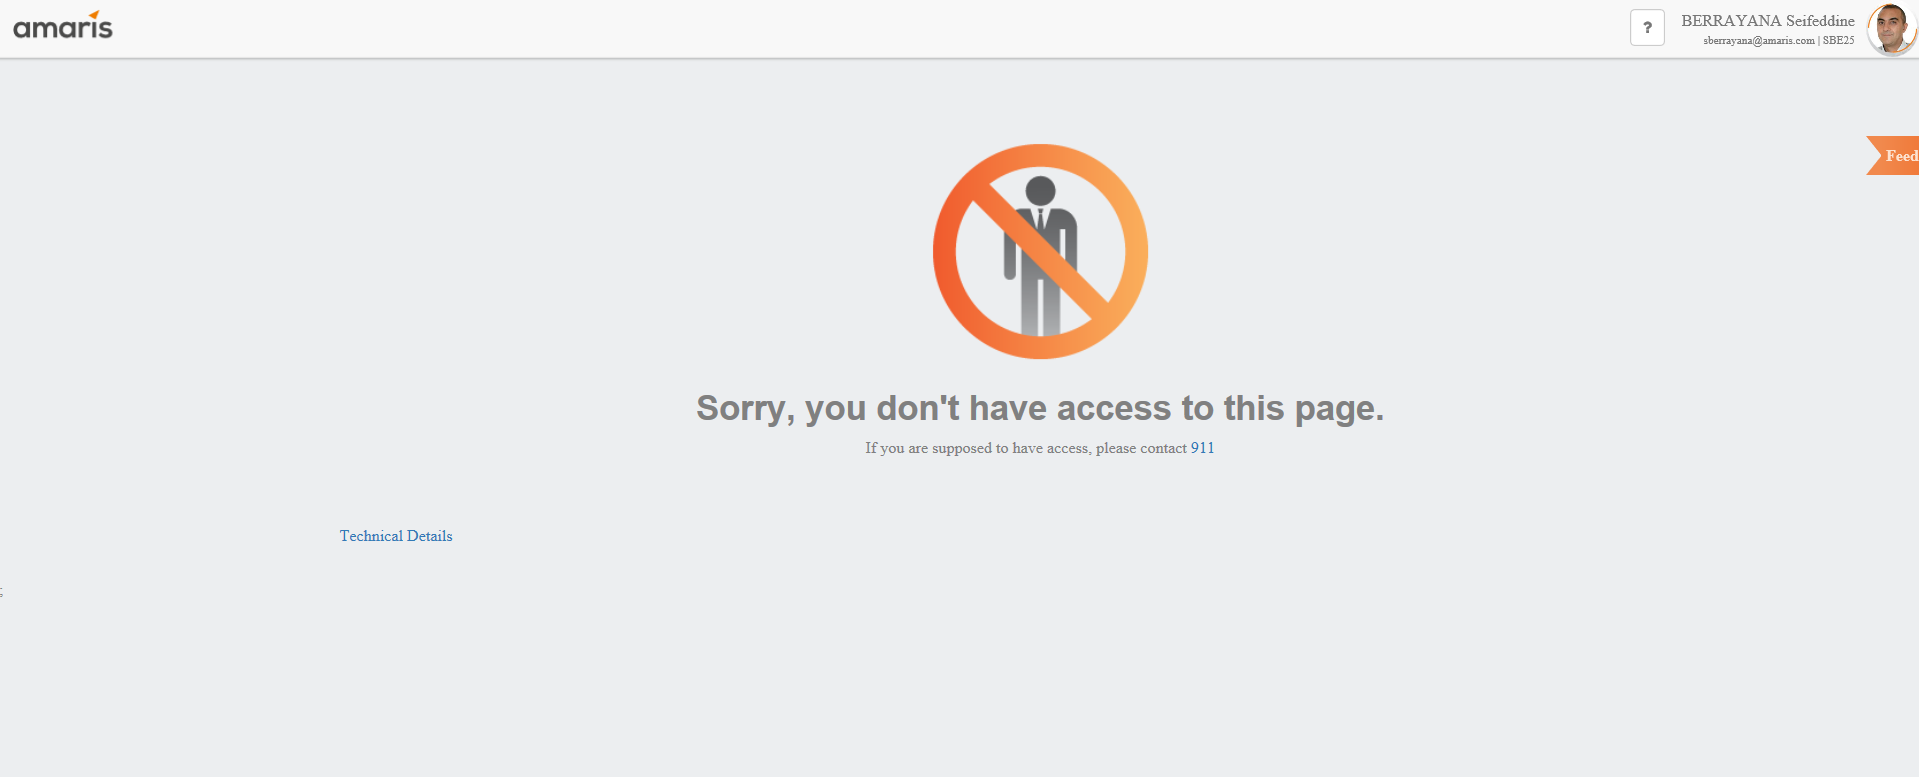 amaris
?
BERRAYANA Seifeddine
sberrayana@amaris.com | SBE25
Feed
Sorry, you don't have access to this page.
If you are supposed to have access, please contact 911
Technical Details